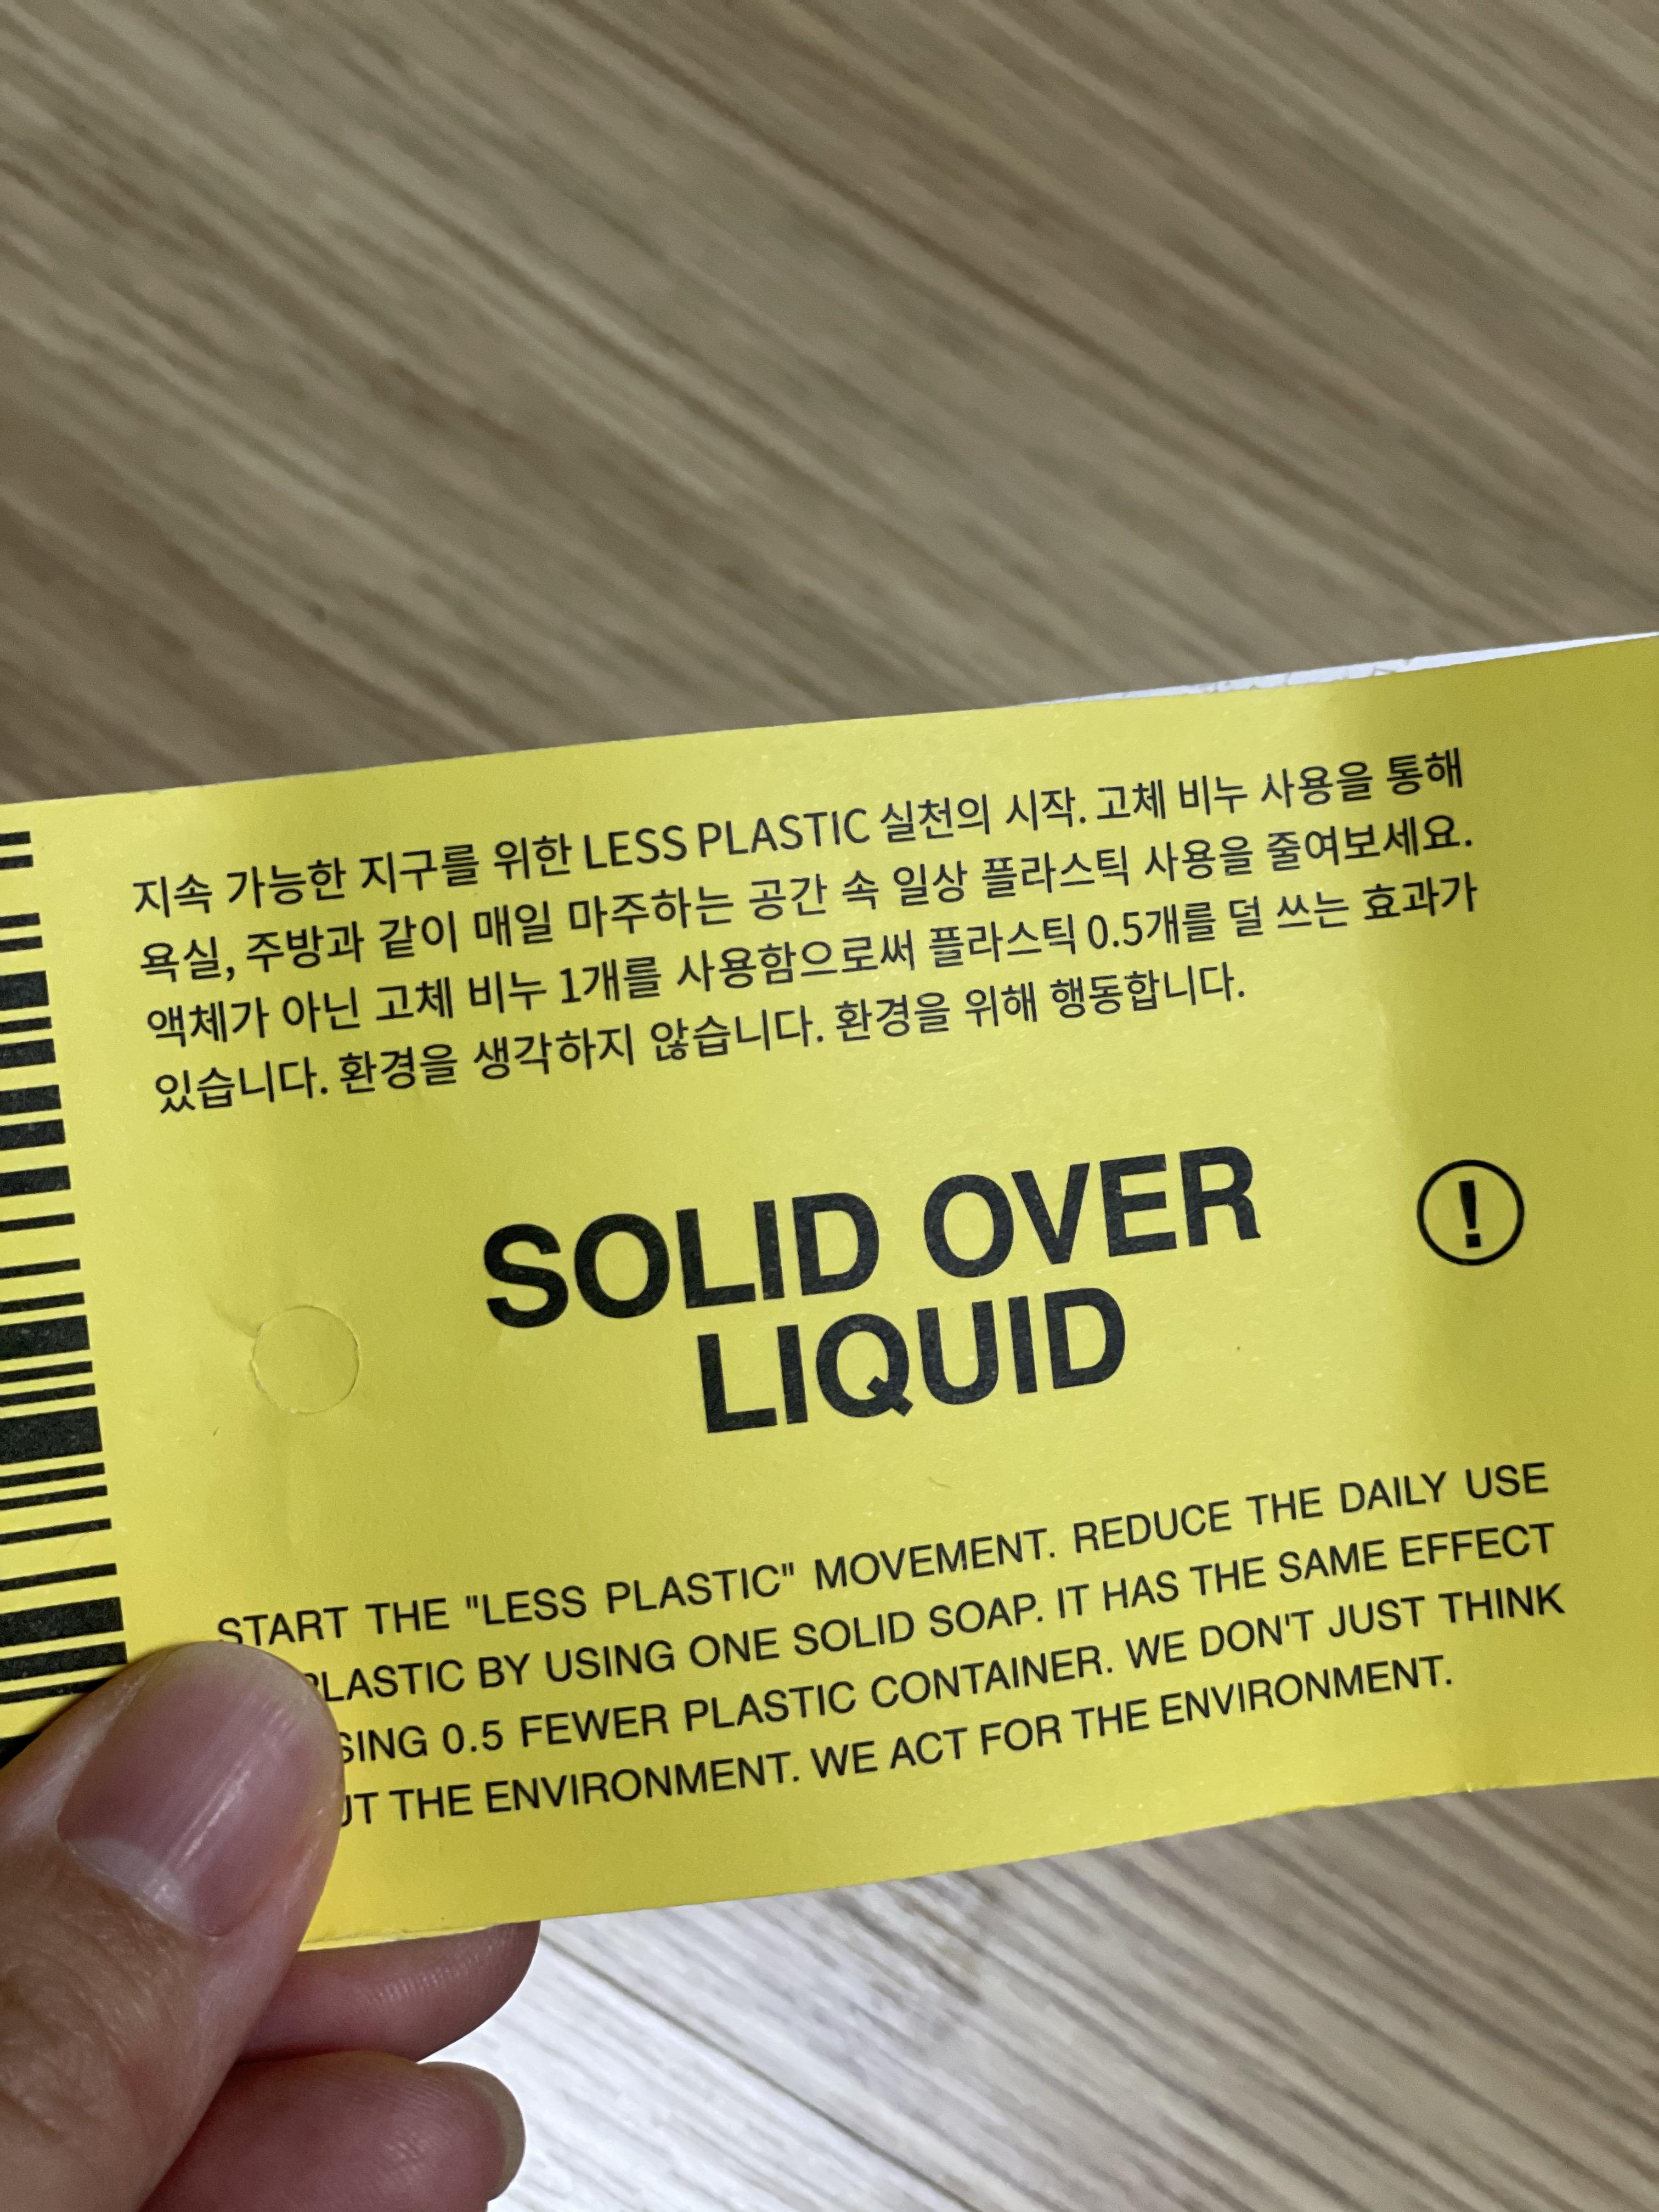 지속 가능한 지구를 위한 LESS PLASTIC 실천의 시작. 고체 비누 사용을 통해
욕실, 주방과 같이 매일 마주하는 공간 속 일상 플라스틱 사용을 줄여보세요.
액체가 아닌 고체 비누 1개를 사용함으로써 플라스틱 0.5개를 덜 쓰는 효과가
있습니다. 환경을 생각하지 않습니다. 환경을 위해 행동합니다.
SOLID OVER
LIQUID
!
START THE "LESS PLASTIC" MOVEMENT. REDUCE THE DAILY USE
PLASTIC BY USING ONE SOLID SOAP. IT HAS THE SAME EFFECT
0.5 FEWER PLASTIC CONTAINER. WE DON'T JUST THINK
THE ENVIRONMENT. WE ACT FOR THE ENVIRONMENT.